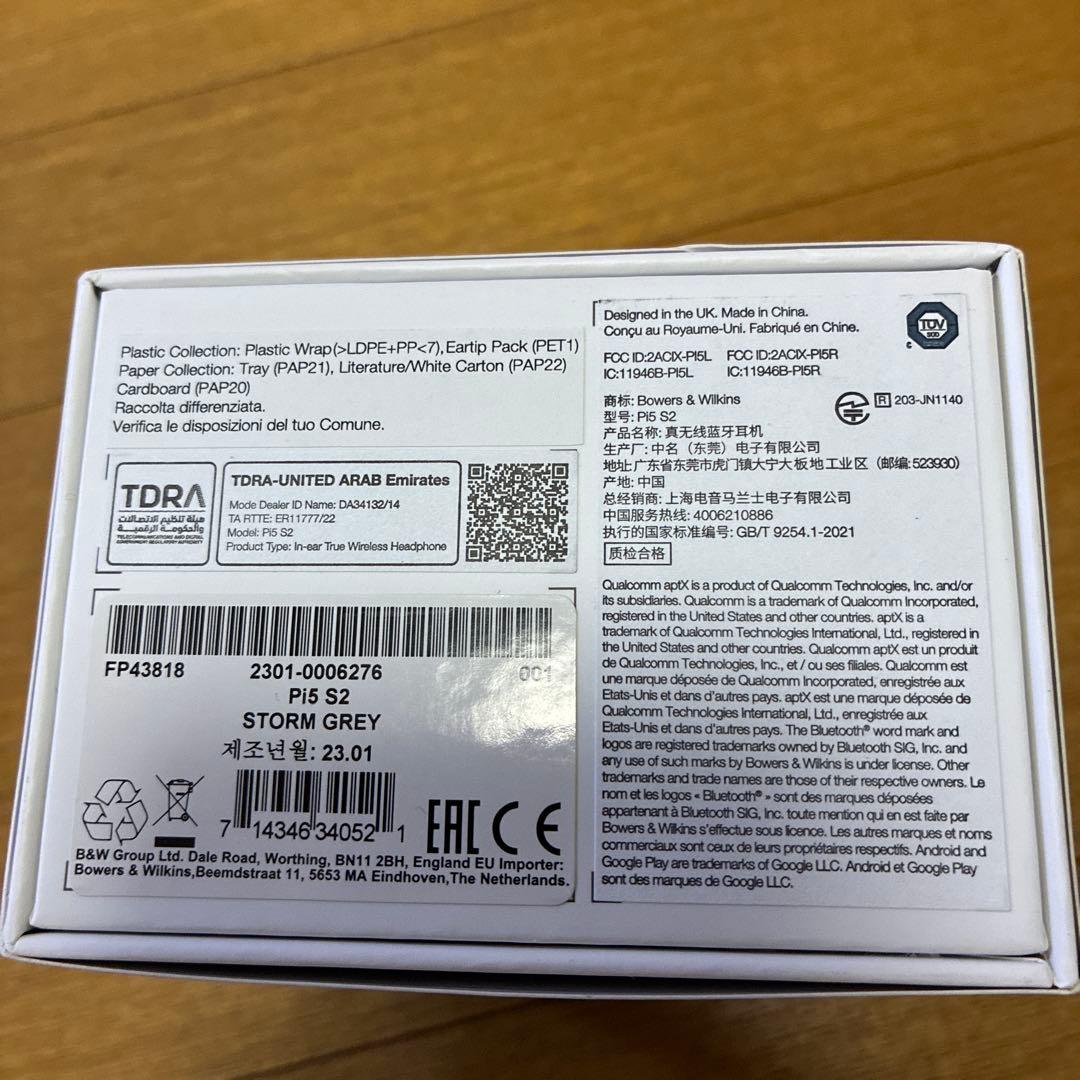 Plastic Collection: Plastic Wrap(>LDPE+PP<7), Eartip Pack (PET1)
Paper Collection: Tray (PAP21), Literature/White Carton (PAP22)
Cardboard (PAP20)
Raccolta differenziata.
Verifica le disposizioni del tuo Comune.
TDRA
هيئة تنظيم الاتصالات
والحكومة الرقمية
TELECOMMUNICATIONS AND DIGITAL
GOVERNMENT REGULATORY AUTHORITY
TDRA-UNITED ARAB Emirates
Mode Dealer ID Name: DA34132/14
TA RTTE: ER11777/22
Model: Pi5 S2
Product Type: In-ear True Wireless Headphone
FP43818 2301-0006276 001
Pi5 S2
STORM GREY
제조년월: 23.01
7 14346 34052 1
EAC CE
B&W Group Ltd. Dale Road, Worthing, BN11 2BH, England EU Importer:
Bowers & Wilkins,Beemdstraat 11, 5653 MA Eindhoven,The Netherlands.
Designed in the UK. Made in China.
Conçu au Royaume-Uni. Fabriqué en Chine.
TÜV
SÜD
FCC ID:2ACIX-PI5L FCC ID:2ACIX-PI5R
IC:11946B-PI5L IC:11946B-PI5R
R 203-JN1140
商标: Bowers & Wilkins
型号: Pi5 S2
产品名称: 真无线蓝牙耳机
生产厂: 中名（东莞）电子有限公司
地址: 广东省东莞市虎门镇大宁大板地工业区（邮编: 523930）
产地: 中国
总经销商: 上海电音马兰士电子有限公司
中国服务热线: 4006210886
执行的国家标准编号: GB/T 9254.1-2021
质检合格
Qualcomm aptX is a product of Qualcomm Technologies, Inc. and/or
its subsidiaries. Qualcomm is a trademark of Qualcomm Incorporated,
registered in the United States and other countries. aptX is a
trademark of Qualcomm Technologies International, Ltd., registered in
the United States and other countries. Qualcomm aptX est un produit
de Qualcomm Technologies, Inc., et / ou ses filiales. Qualcomm est
une marque déposée de Qualcomm Incorporated, enregistrée aux
Etats-Unis et dans d'autres pays. aptX est une marque déposée de
Qualcomm Technologies International, Ltd., enregistrée aux
Etats-Unis et dans d'autres pays. The Bluetooth® word mark and
logos are registered trademarks owned by Bluetooth SIG, Inc. and
any use of such marks by Bowers & Wilkins is under license. Other
trademarks and trade names are those of their respective owners. Le
nom et les logos « Bluetooth® » sont des marques déposées
appartenant à Bluetooth SIG, Inc. toute mention qui en est faite par
Bowers & Wilkins s'effectue sous licence. Les autres marques et noms
commerciaux sont ceux de leurs propriétaires respectifs. Android and
Google Play are trademarks of Google LLC. Android et Google Play
sont des marques de Google LLC.